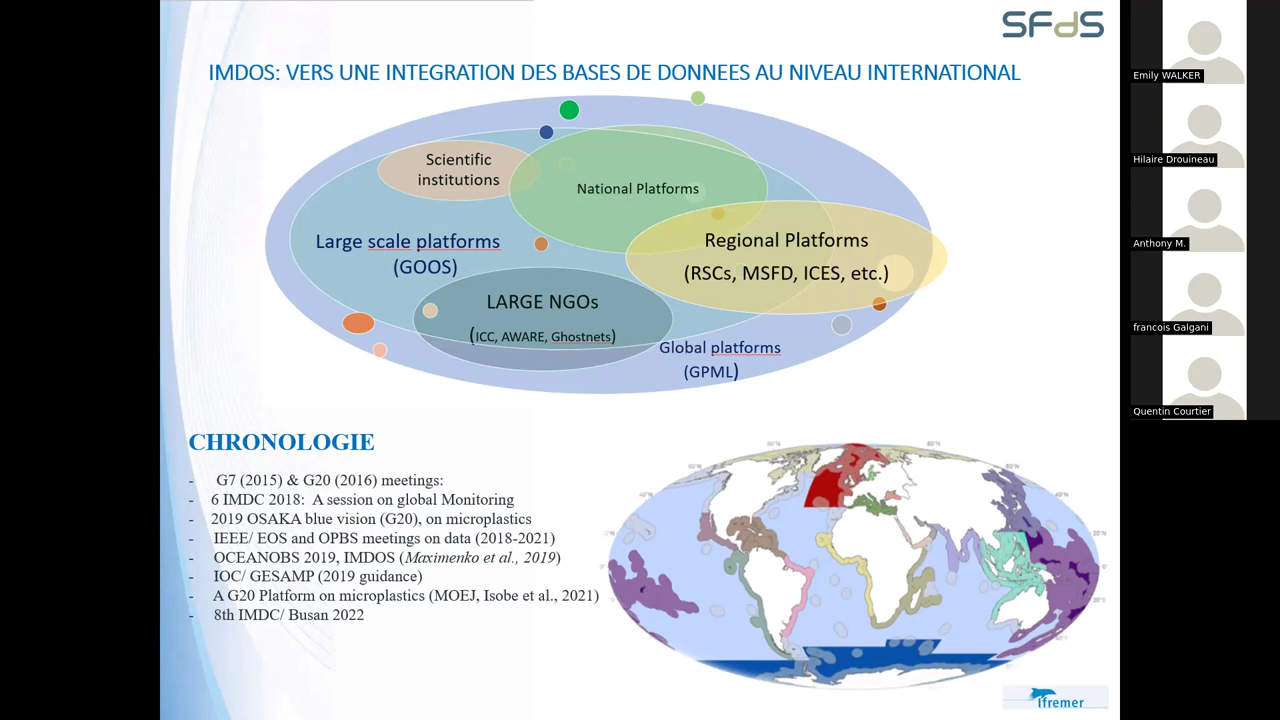 SFdS
IMDOS: VERS UNE INTEGRATION DES BASES DE DONNEES AU NIVEAU INTERNATIONAL
Scientific
institutions
National Platforms
Large scale platforms
(GOOS)
Regional Platforms
(RSCs, MSFD, ICES, etc.)
LARGE NGOs
(ICC, AWARE, Ghostnets)
Global platforms
(GPML)
CHRONOLOGIE
- G7 (2015) & G20 (2016) meetings:
- 6 IMDC 2018: A session on global Monitoring
- 2019 OSAKA blue vision (G20), on microplastics
- IEEE/ EOS and OPBS meetings on data (2018-2021)
- OCEANOBS 2019, IMDOS (Maximenko et al., 2019)
- IOC/ GESAMP (2019 guidance)
- A G20 Platform on microplastics (MOEJ, Isobe et al., 2021)
- 8th IMDC/ Busan 2022
Ifremer
Emily WALKER
Hilaire Drouineau
Anthony M.
francois Galgani
Quentin Courtier